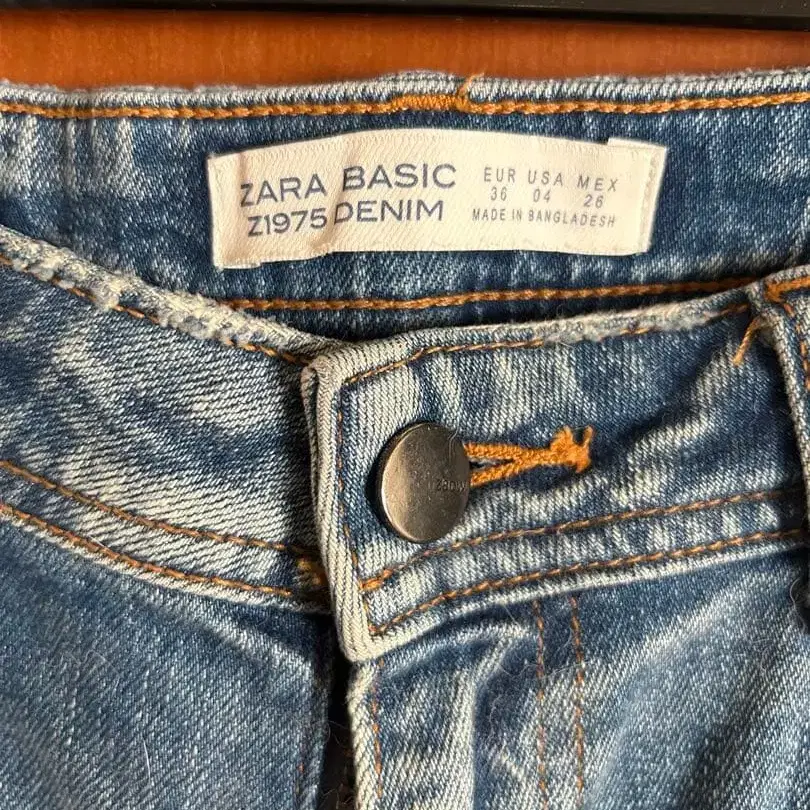 ZARA BASIC
Z1975 DENIM
EUR USA MEX
36 04 26
MADE IN BANGLADESH